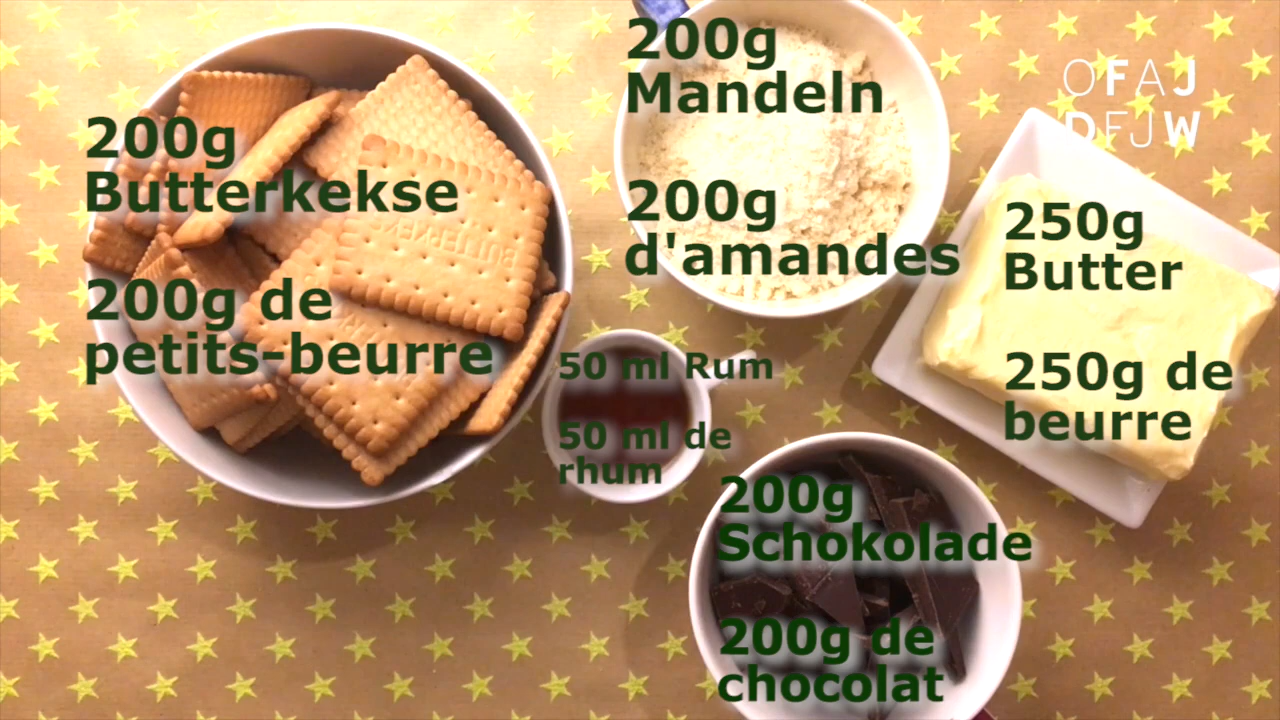 200g
Butterkekse
200g de
petits-beurre
200g
Mandeln
200g
d'amandes
OFAJ
DFJW
250g
Butter
250g de
beurre
50 ml Rum
50 ml de
rhum
200g
Schokolade
200g de
chocolat
BUTTERKEKS